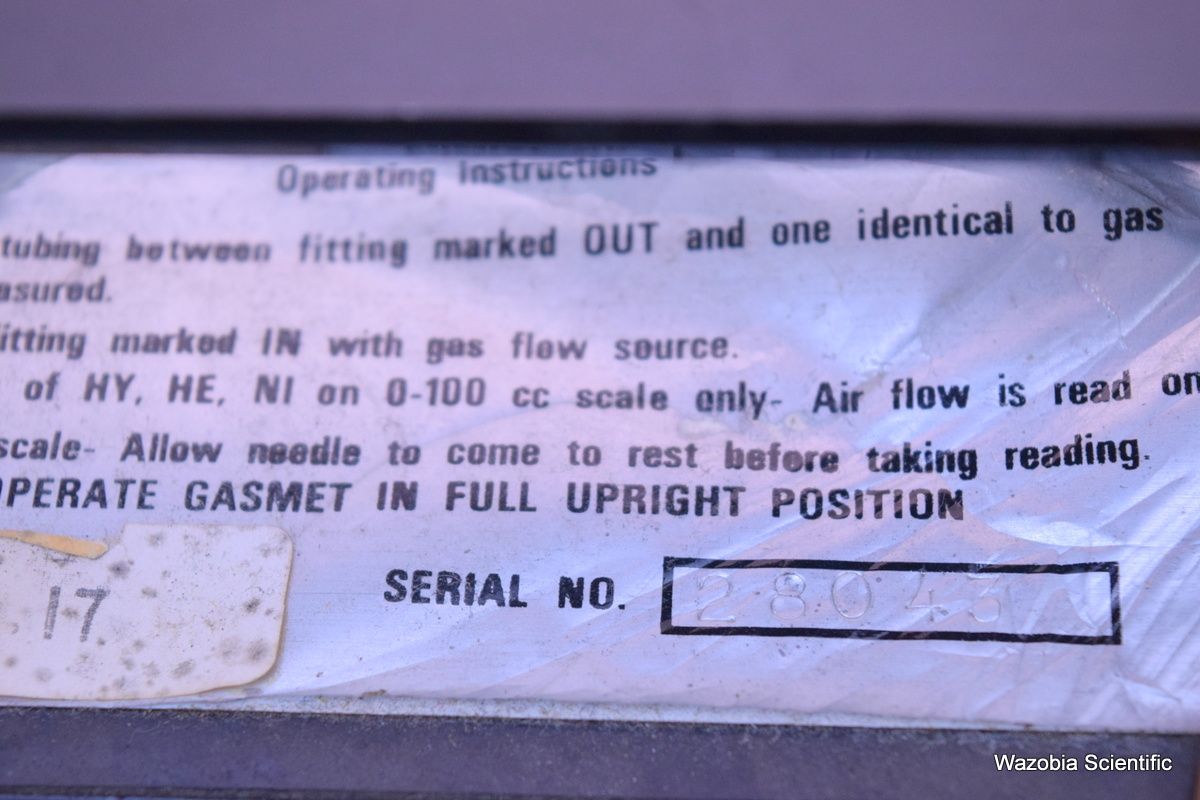 Operating Instructions
tubing between fitting marked OUT and one identical to gas
asured.
itting marked IN with gas flow source.
of HY, HE, NI on 0-100 cc scale only- Air flow is read on
scale- Allow needle to come to rest before taking reading.
OPERATE GASMET IN FULL UPRIGHT POSITION
17
SERIAL NO. 28043
Wazobia Scientific